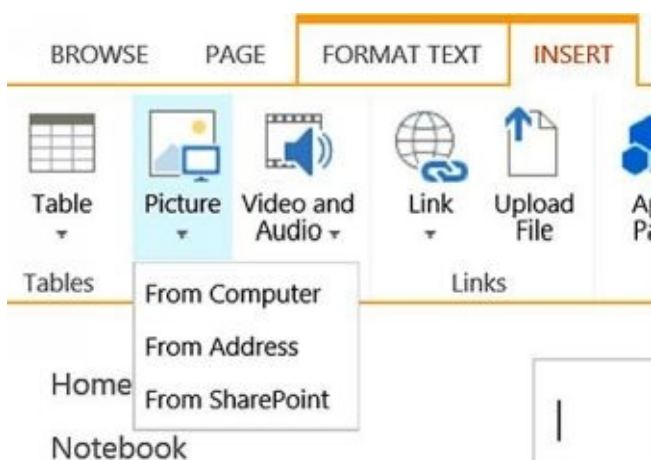 BROWSE PAGE FORMAT TEXT INSERT
Table Picture Video and Audio Link Upload File
Tables Links
From Computer
From Address
From SharePoint
Home
Notebook